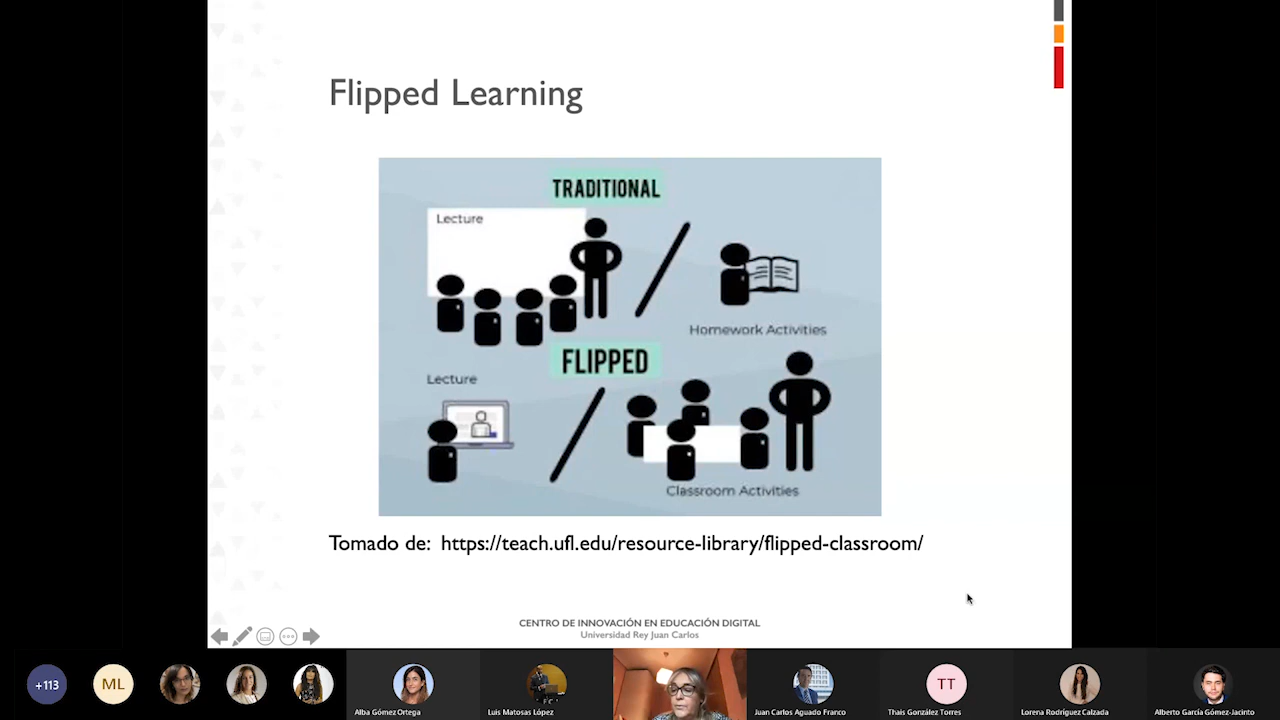 Flipped Learning
TRADITIONAL
Lecture
Homework Activities
FLIPPED
Lecture
Classroom Activities
Tomado de: https://teach.ufl.edu/resource-library/flipped-classroom/
CENTRO DE INNOVACIÓN EN EDUCACIÓN DIGITAL
Universidad Rey Juan Carlos
+113
ML
TT
Alba Gómez Ortega
Luis Matosas López
Juan Carlos Aguado Franco
Thais González Torres
Lorena Rodríguez Calzada
Alberto García Gómez-Jacinto